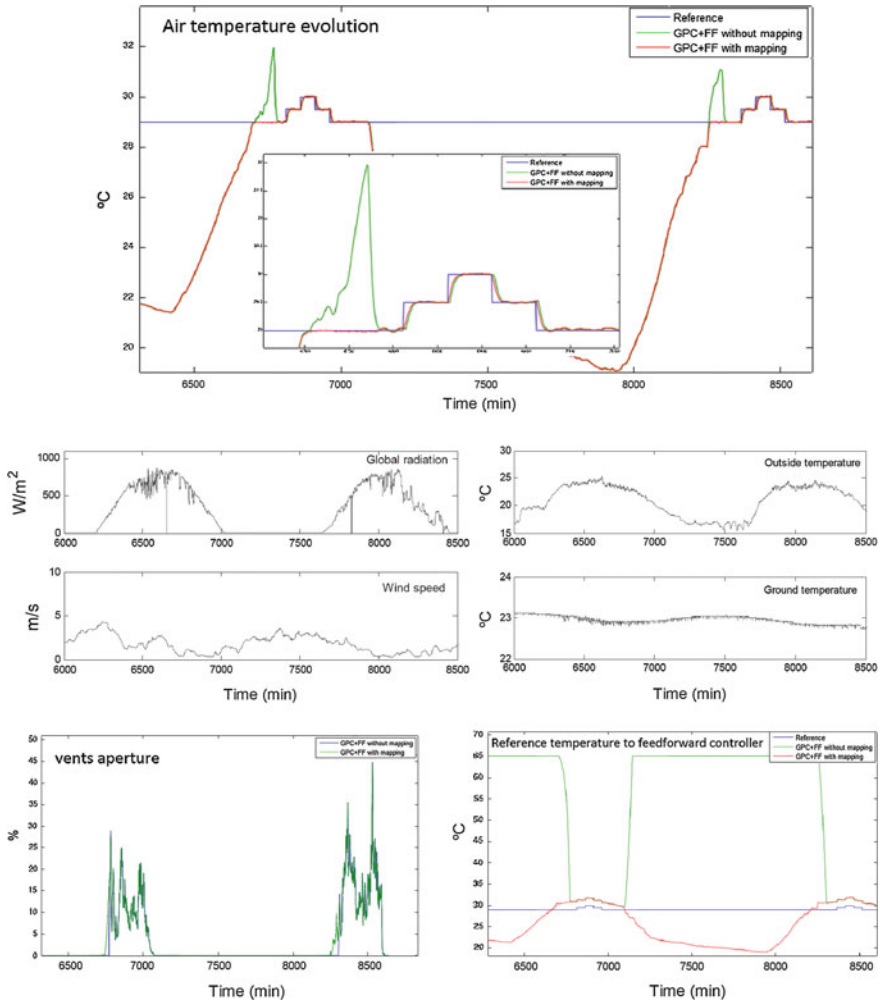 Air temperature evolution
Reference
GPC+FF without mapping
GPC+FF with mapping
32
30
28
26
24
22
20
ºC
Reference
GPC+FF without mapping
GPC+FF with mapping
6500
7000
7500
8000
8500
Time (min)
Global radiation
1000
500
0
W/m²
6000
6500
7000
7500
8000
8500
Outside temperature
30
25
20
15
ºC
6000
6500
7000
7500
8000
8500
Wind speed
10
5
0
m/s
6000
6500
7000
7500
8000
8500
Time (min)
Ground temperature
24
23
22
ºC
6000
6500
7000
7500
8000
8500
Time (min)
vents aperture
GPC+FF without mapping
GPC+FF with mapping
50
45
40
35
30
25
20
15
10
5
0
%
6500
7000
7500
8000
8500
Time (min)
Reference temperature to feedforward controller
Reference
GPC+FF without mapping
GPC+FF with mapping
70
65
60
55
50
45
40
35
30
25
20
ºC
6500
7000
7500
8000
8500
Time (min)